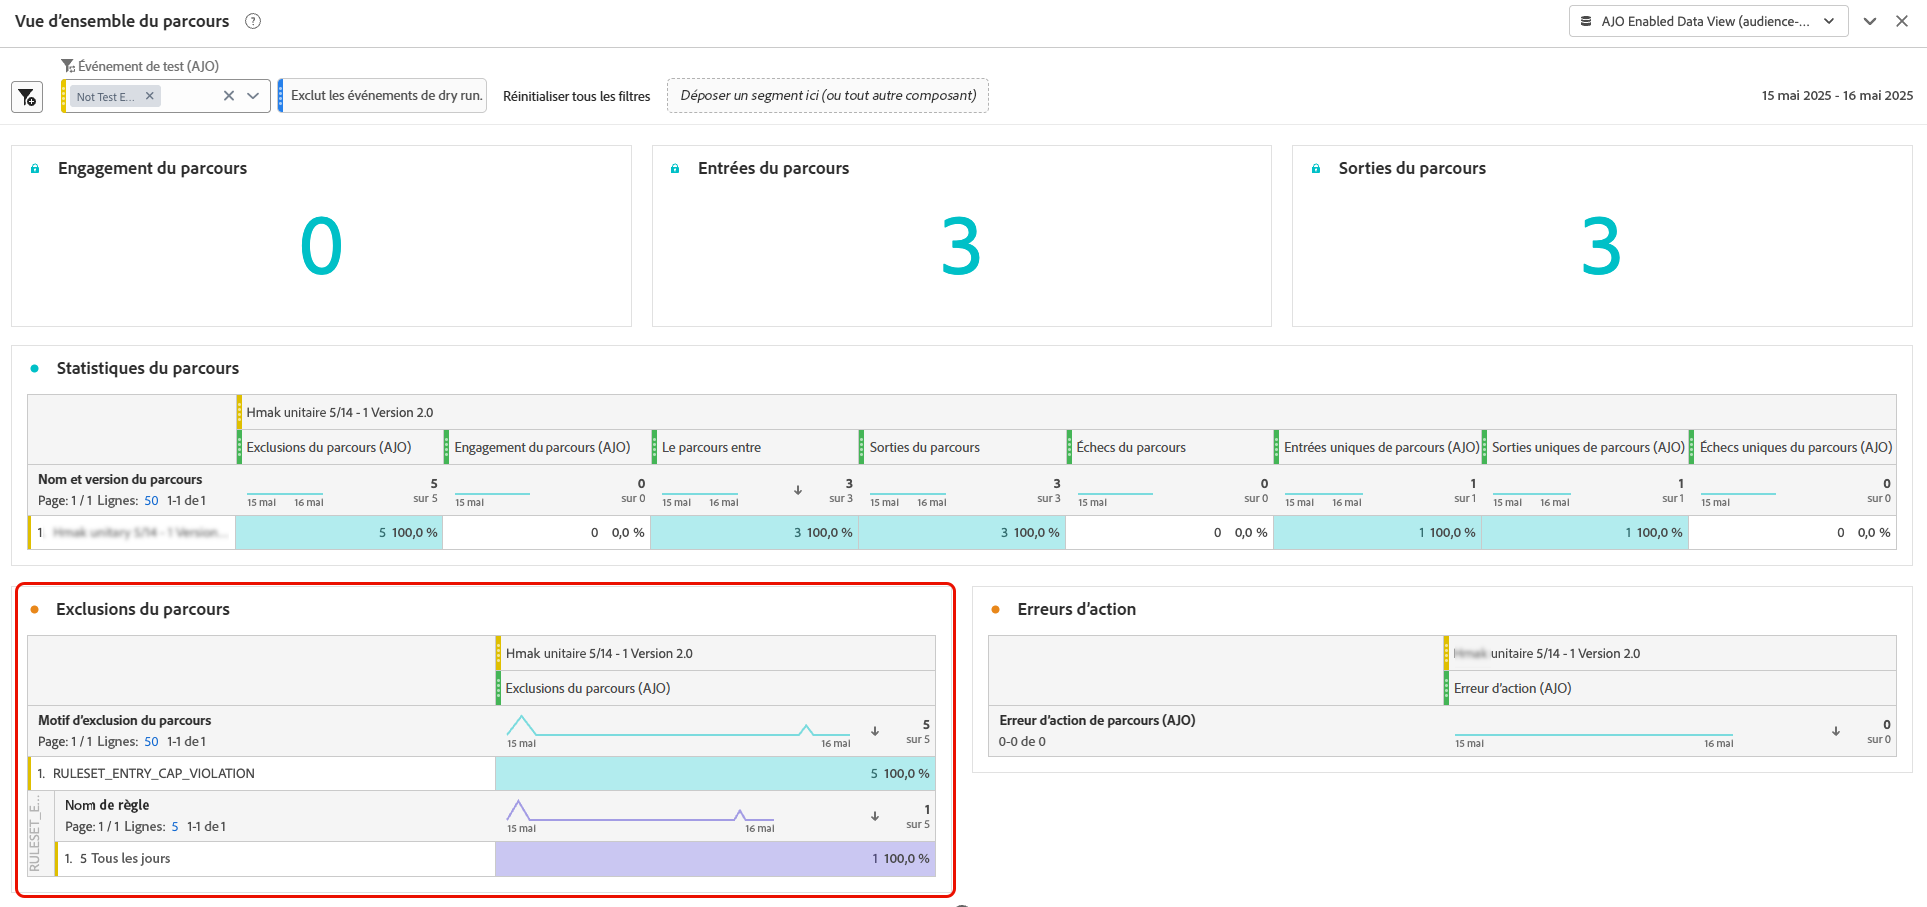 Vue d’ensemble du parcours ?
AJO Enabled Data View (audience-...
Événement de test (AJO)
Not Test E...
Exclut les événements de dry run.
Réinitialiser tous les filtres
Déposer un segment ici (ou tout autre composant)
15 mai 2025 - 16 mai 2025
Engagement du parcours
0
Entrées du parcours
3
Sorties du parcours
3
Statistiques du parcours
Hmak unitaire 5/14 - 1 Version 2.0
Exclusions du parcours (AJO) Engagement du parcours (AJO) Le parcours entre Sorties du parcours Échecs du parcours Entrées uniques de parcours (AJO) Sorties uniques de parcours (AJO) Échecs uniques du parcours (AJO)
Nom et version du parcours 5 0 3 3 0 1 1 0
Page: 1 / 1 Lignes: 50 1-1 de 1 15 mai 16 mai sur 5 15 mai sur 0 15 mai 16 mai sur 3 15 mai 16 mai sur 3 15 mai sur 0 15 mai 16 mai sur 1 15 mai 16 mai sur 1 15 mai sur 0
1. Hmak unitary 5/14 - 1 Version... 5 100,0 % 0 0,0 % 3 100,0 % 3 100,0 % 0 0,0 % 1 100,0 % 1 100,0 % 0 0,0 %
Exclusions du parcours
Hmak unitaire 5/14 - 1 Version 2.0
Exclusions du parcours (AJO)
Motif d’exclusion du parcours 5
Page: 1 / 1 Lignes: 50 1-1 de 1 15 mai 16 mai sur 5
1. RULESET_ENTRY_CAP_VIOLATION 5 100,0 %
RULESET_E...
Nom de règle 1
Page: 1 / 1 Lignes: 5 1-1 de 1 15 mai 16 mai sur 5
1. 5 Tous les jours 1 100,0 %
Erreurs d’action
Hmak unitaire 5/14 - 1 Version 2.0
Erreur d’action (AJO)
Erreur d’action de parcours (AJO) 0
0-0 de 0 15 mai 16 mai sur 0